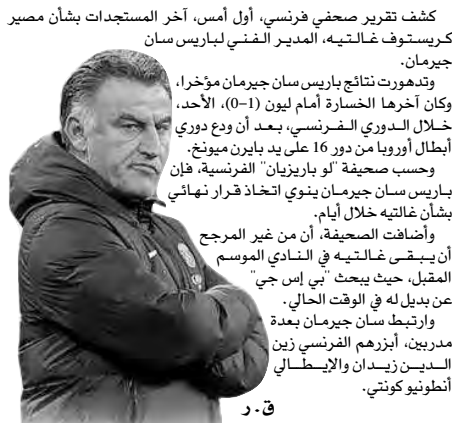 كشف تقرير صحفي فرنسي، أول أمس، آخر المستجدات بشأن مصير
كريستوف غالتيه، المدير الفني لباريس سان
جيرمان.
وتدهورت نتائج باريس سان جيرمان مؤخرا،
وكان آخرها الخسارة أمام ليون (1-0)، الأحد،
خلال الدوري الفرنسي، بعد أن ودع دوري
أبطال أوروبا من دور 16 على يد بايرن ميونخ.
وحسب صحيفة "لو باريزيان" الفرنسية، فإن
باريس سان جيرمان ينوي اتخاذ قرار نهائي
بشأن غالتيه خلال أيام.
وأضافت الصحيفة، أن من غير المرجح
أن يبقى غالتيه في النادي الموسم
المقبل، حيث يبحث "بي إس جي"
عن بديل له في الوقت الحالي.
وارتبط سان جيرمان بعدة
مدربين، أبزرهم الفرنسي زين
الدين زيدان والإيطالي
أنطونيو كونتي.
ق.ر